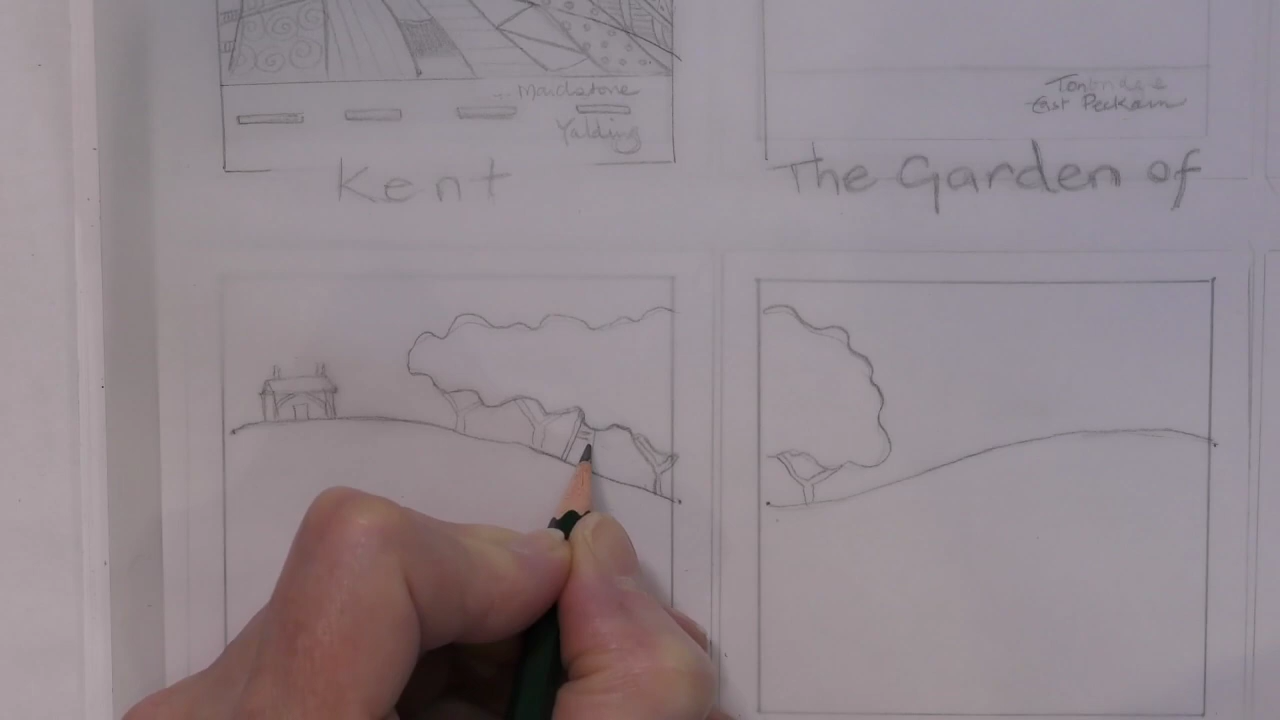 Maidstone
Yalding
Tonbridge
East Peckam
Kent
The Garden of